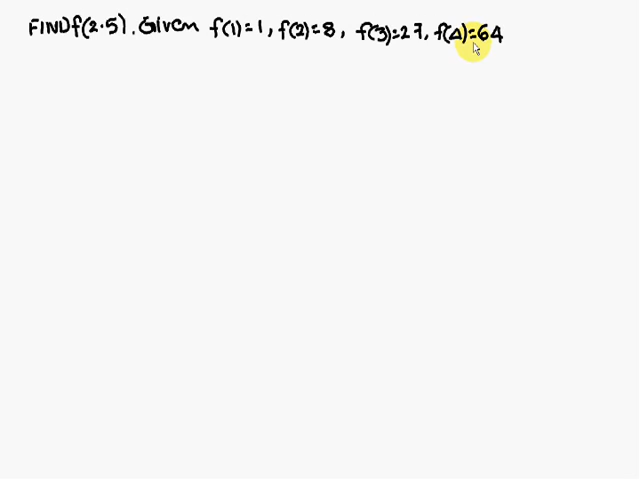 FIND f(2.5). Given f(1)=1, f(2)=8, f(3)=27, f(4)=64